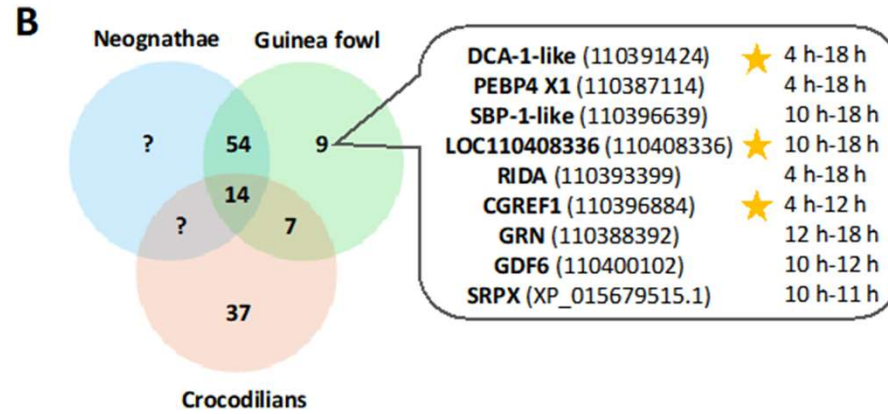 B
Neognathae
Guinea fowl
?
54
9
14
?
7
37
Crocodilians
DCA-1-like (110391424) 4 h-18 h
PEBP4 X1 (110387114) 4 h-18 h
SBP-1-like (110396639) 10 h-18 h
LOC110408336 (110408336) 10 h-18 h
RIDA (110393399) 4 h-18 h
CGREF1 (110396884) 4 h-12 h
GRN (110388392) 12 h-18 h
GDF6 (110400102) 10 h-12 h
SRPX (XP_015679515.1) 10 h-11 h